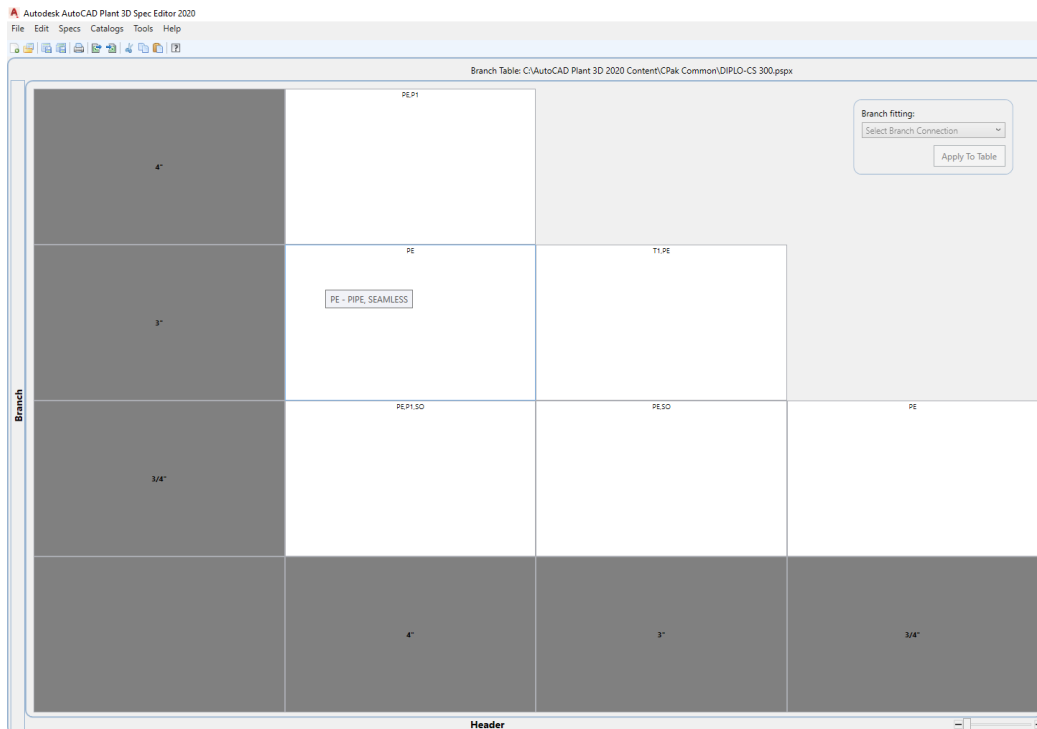 Autodesk AutoCAD Plant 3D Spec Editor 2020
File Edit Specs Catalogs Tools Help
Branch Table: C:\AutoCAD Plant 3D 2020 Content\CPak Common\DIPLO-CS 300.pspx
PE,P1
Branch fitting:
Select Branch Connection
Apply To Table
4"
PE
T1,PE
PE - PIPE, SEAMLESS
3"
Branch
PE,P1,SO
PE,SO
PE
3/4"
4"
3"
3/4"
Header